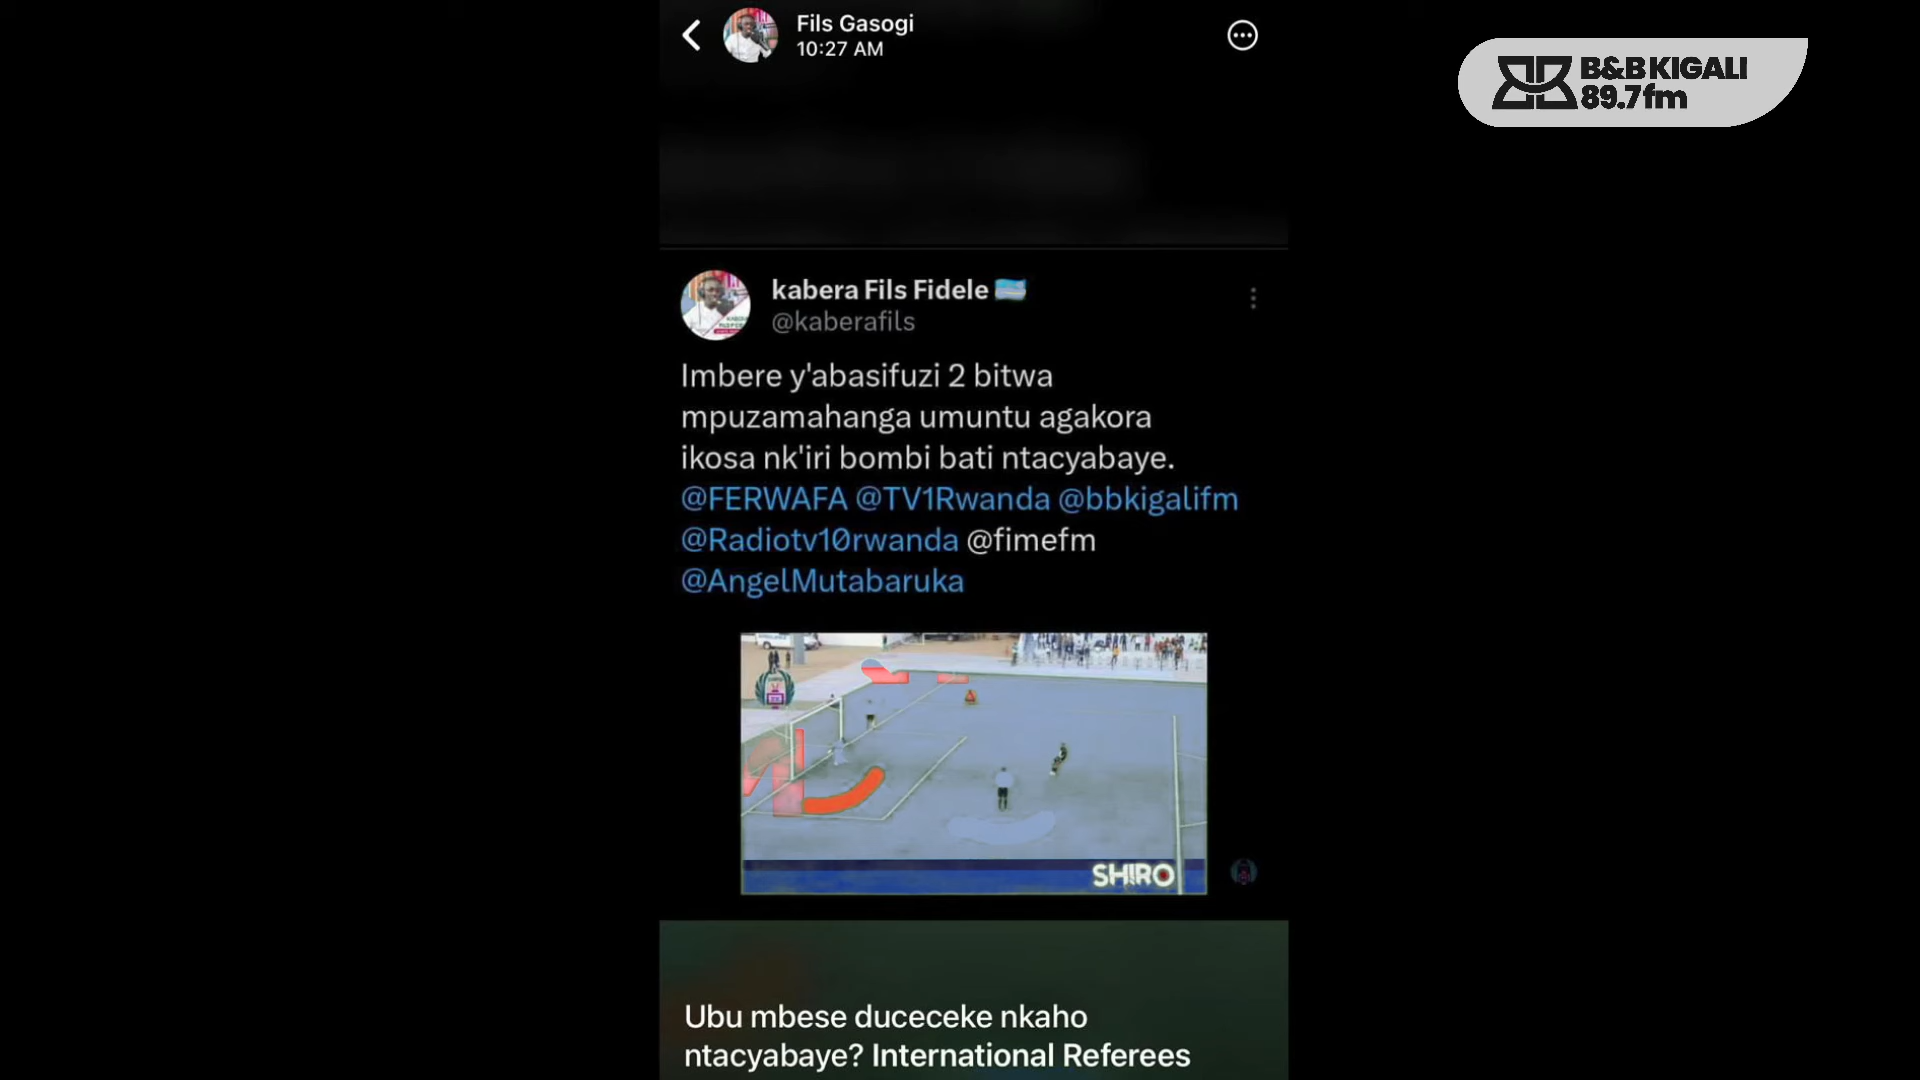 Fils Gasogi
10:27 AM
B&B KIGALI
89.7fm
kabera Fils Fidele
@kaberafils
Imbere y'abasifuzi 2 bitwa
mpuzamahanga umuntu agakora
ikosa nk'iri bombi bati ntacyabaye.
@FERWAFA @TV1Rwanda @bbkigalifm
@Radiotv10rwanda @fimefm
@AngelMutabaruka
SHIRO
Ubu mbese duceceke nkaho
ntacyabaye? International Referees